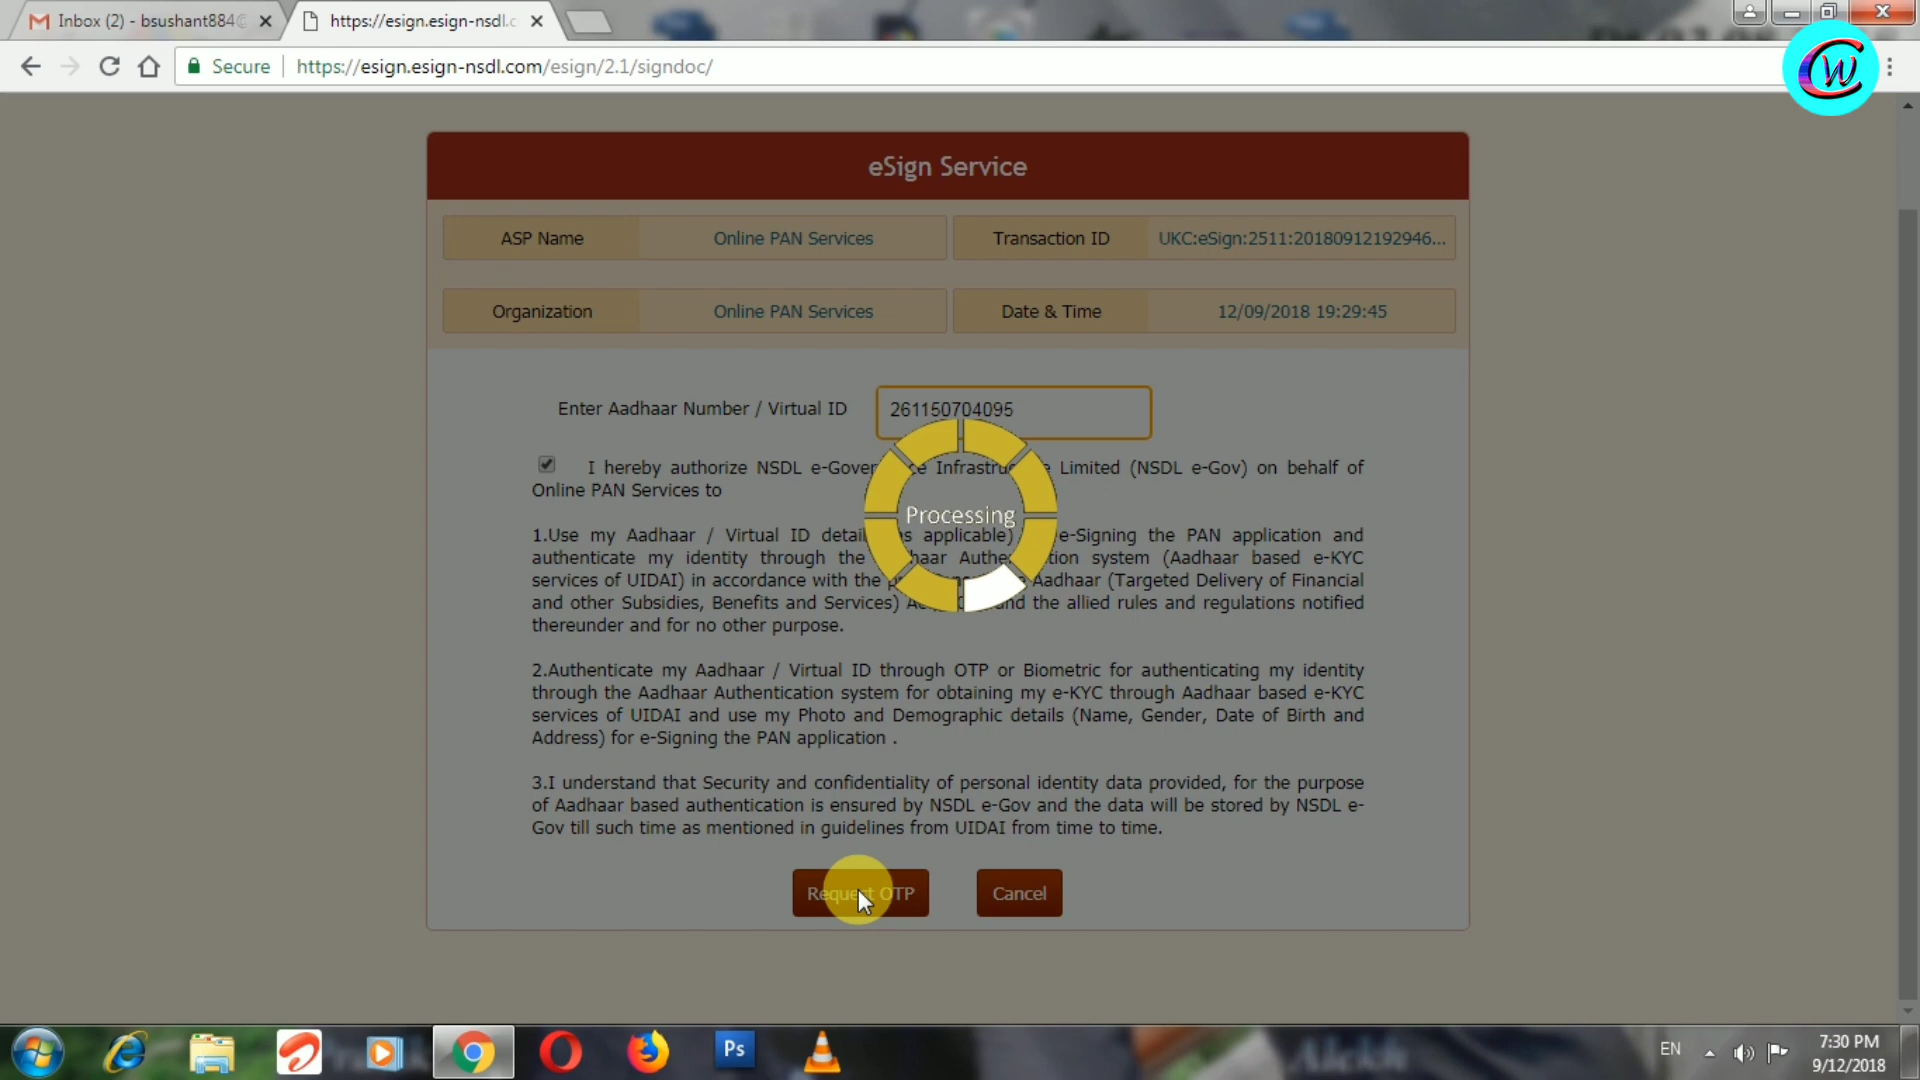 Inbox (2) - bsushant884@
https://esign.esign-nsdl.c
Secure https://esign.esign-nsdl.com/esign/2.1/signdoc/
CW
eSign Service
ASP Name Online PAN Services Transaction ID UKC:eSign:2511:20180912192946...
Organization Online PAN Services Date & Time 12/09/2018 19:29:45
Enter Aadhaar Number / Virtual ID 261150704095
I hereby authorize NSDL Infrastru Limited (NSDL e-Gov) on behalf of
Online PAN Services to
Processing
1.Use my Aadhaar / Virtual ID applicable) e-Signing the PAN application and
authenticate my identity through the system (Aadhaar based e-KYC
services of UIDAI) in accordance with the Aadhaar (Targeted Delivery of Financial
and other Subsidies, Benefits and Services) and the allied rules and regulations notified
thereunder and for no other purpose.
2.Authenticate my Aadhaar / Virtual ID through OTP or Biometric for authenticating my identity
through the Aadhaar Authentication system for obtaining my e-KYC through Aadhaar based e-KYC
services of UIDAI and use my Photo and Demographic details (Name, Gender, Date of Birth and
Address) for e-Signing the PAN application .
3.I understand that Security and confidentiality of personal identity data provided, for the purpose
of Aadhaar based authentication is ensured by NSDL e-Gov and the data will be stored by NSDL e-
Gov till such time as mentioned in guidelines from UIDAI from time to time.
Request OTP Cancel
Ps
Alekh
EN 7:30 PM
9/12/2018